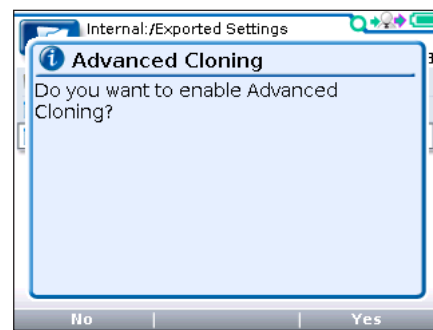 Internal:/Exported Settings
Advanced Cloning
Do you want to enable Advanced
Cloning?
No
Yes